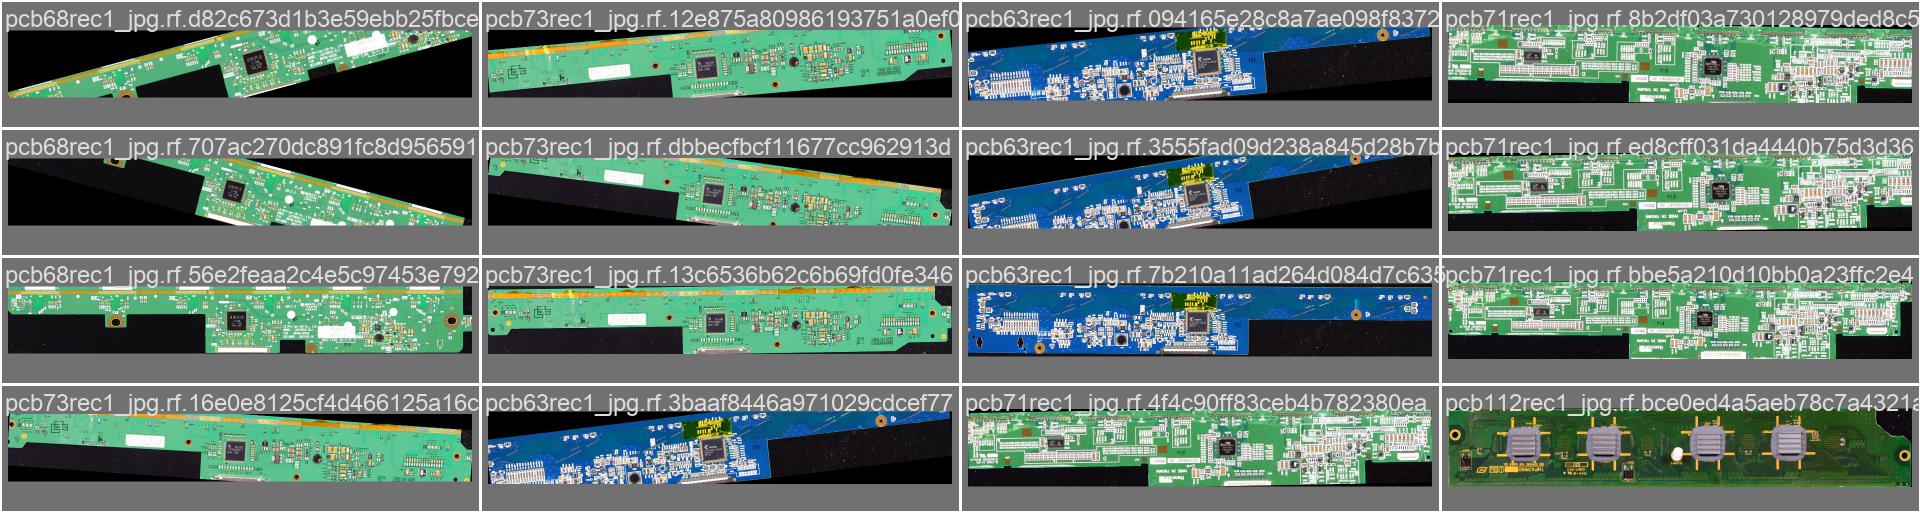 pcb68rec1_jpg.rf.d82c673d1b3e59ebb25fbce
pcb73rec1_jpg.rf.12e875a80986193751a0ef0
pcb63rec1_jpg.rf.094165e28c8a7ae098f8372
pcb71rec1_jpg.rf.8b2df03a730128979ded8c5
pcb68rec1_jpg.rf.707ac270dc891fc8d956591
pcb73rec1_jpg.rf.dbbecfbcf11677cc962913d
pcb63rec1_jpg.rf.3555fad09d238a845d28b7b
pcb71rec1_jpg.rf.ed8cff031da4440b75d3d36
pcb68rec1_jpg.rf.56e2feaa2c4e5c97453e792
pcb73rec1_jpg.rf.13c6536b62c6b69fd0fe346
pcb63rec1_jpg.rf.7b210a11ad264d084d7c635
pcb71rec1_jpg.rf.bbe5a210d10bb0a23ffc2e4
pcb73rec1_jpg.rf.16e0e8125cf4d466125a16c
pcb63rec1_jpg.rf.3baaf8446a971029cdcef77
pcb71rec1_jpg.rf.4f4c90ff83ceb4b782380ea
pcb112rec1_jpg.rf.bce0ed4a5aeb78c7a4321a